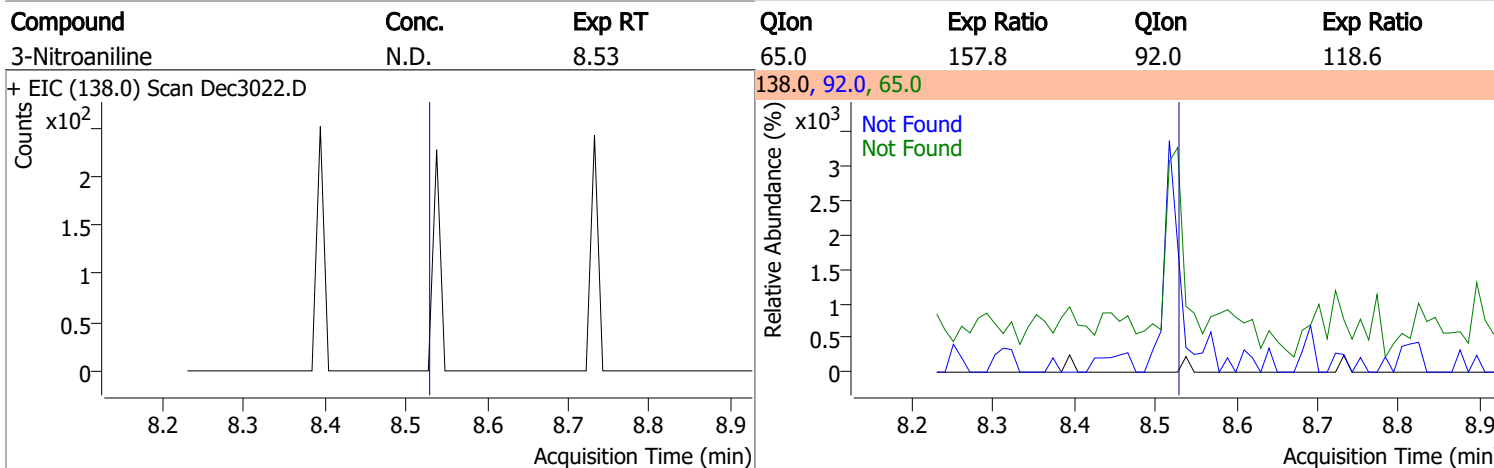 Compound Conc. Exp RT QIon Exp Ratio QIon Exp Ratio
3-Nitroaniline N.D. 8.53 65.0 157.8 92.0 118.6
+ EIC (138.0) Scan Dec3022.D
Counts
x10²
2
1.5
1
0.5
0
8.2 8.3 8.4 8.5 8.6 8.7 8.8 8.9
Acquisition Time (min)
138.0, 92.0, 65.0
Relative Abundance (%)
x10³
Not Found
Not Found
3
2.5
2
1.5
1
0.5
0
8.2 8.3 8.4 8.5 8.6 8.7 8.8 8.9
Acquisition Time (min)